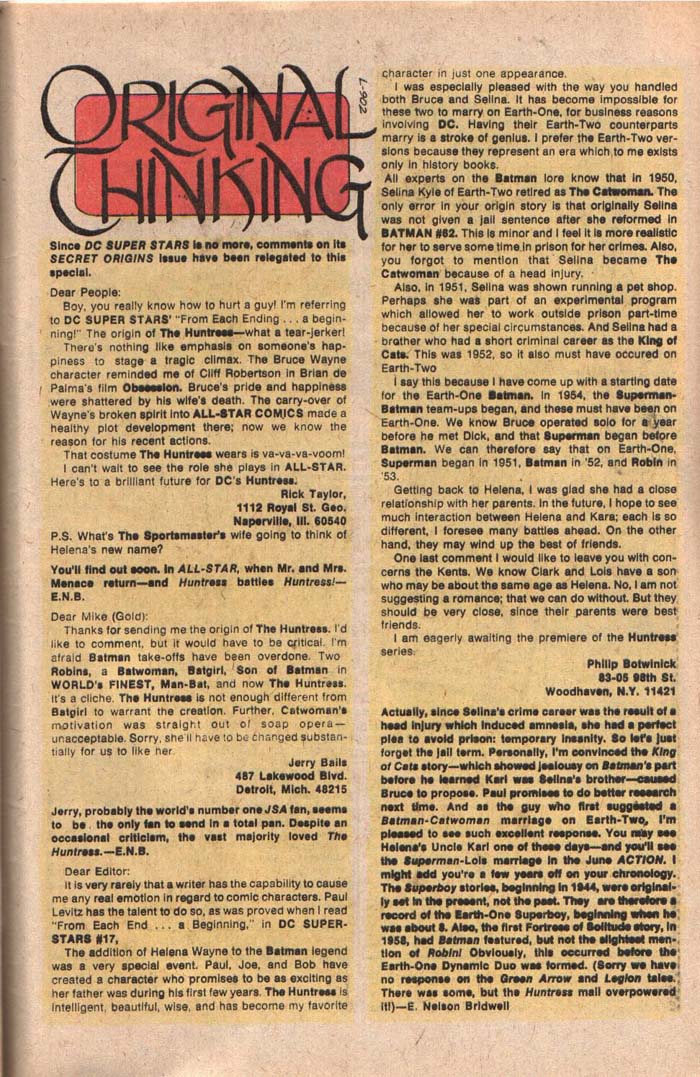 ORIGINAL
THINKING
L-902
Since DC SUPER STARS is no more, comments on its
SECRET ORIGINS issue have been relegated to this
special.
Dear People:
Boy, you really know how to hurt a guy! I'm referring
to DC SUPER STARS' "From Each Ending . . . a begin-
ning!" The origin of The Huntress—what a tear-jerker!
There's nothing like emphasis on someone's hap-
piness to stage a tragic climax. The Bruce Wayne
character reminded me of Cliff Robertson in Brian de
Palma's film Obsession. Bruce's pride and happiness
were shattered by his wife's death. The carry-over of
Wayne's broken spirit into ALL-STAR COMICS made a
healthy plot development there; now we know the
reason for his recent actions.
That costume The Huntress wears is va-va-va-voom!
I can't wait to see the role she plays in ALL-STAR.
Here's to a brilliant future for DC's Huntress.
Rick Taylor,
1112 Royal St. Geo.
Naperville, Ill. 60540
P.S. What's The Sportsmaster's wife going to think of
Helena's new name?
You'll find out soon. In ALL-STAR, when Mr. and Mrs.
Menace return—and Huntress battles Huntress!—
E.N.B.
Dear Mike (Gold):
Thanks for sending me the origin of The Huntress. I'd
like to comment, but it would have to be critical. I'm
afraid Batman take-offs have been overdone. Two
Robins, a Batwoman, Batgirl, Son of Batman in
WORLD'S FINEST, Man-Bat, and now The Huntress.
It's a cliche. The Huntress is not enough different from
Batgirl to warrant the creation. Further, Catwoman's
motivation was straight out of soap opera—
unacceptable. Sorry, she'll have to be changed substan-
tially for us to like her.
Jerry Bails
487 Lakewood Blvd.
Detroit, Mich. 48215
Jerry, probably the world's number one JSA fan, seems
to be the only fan to send in a total pan. Despite an
occasional criticism, the vast majority loved The
Huntress.—E.N.B.
Dear Editor:
It is very rarely that a writer has the capability to cause
me any real emotion in regard to comic characters. Paul
Levitz has the talent to do so, as was proved when I read
"From Each End . . . a Beginning," in DC SUPER-
STARS #17,
The addition of Helena Wayne to the Batman legend
was a very special event. Paul, Joe, and Bob have
created a character who promises to be as exciting as
her father was during his first few years. The Huntress is
intelligent, beautiful, wise, and has become my favorite
character in just one appearance.
I was especially pleased with the way you handled
both Bruce and Selina. It has become impossible for
these two to marry on Earth-One, for business reasons
involving DC. Having their Earth-Two counterparts
marry is a stroke of genius. I prefer the Earth-Two ver-
sions because they represent an era which to me exists
only in history books.
All experts on the Batman lore know that in 1950,
Selina Kyle of Earth-Two retired as The Catwoman. The
only error in your origin story is that originally Selina
was not given a jail sentence after she reformed in
BATMAN #62. This is minor and I feel it is more realistic
for her to serve some time in prison for her crimes. Also,
you forgot to mention that Selina became The
Catwoman because of a head injury.
Also, in 1951, Selina was shown running a pet shop.
Perhaps she was part of an experimental program
which allowed her to work outside prison part-time
because of her special circumstances. And Selina had a
brother who had a short criminal career as the King of
Cats. This was 1952, so it also must have occured on
Earth-Two
I say this because I have come up with a starting date
for the Earth-One Batman. In 1954, the Superman-
Batman team-ups began, and these must have been on
Earth-One. We know Bruce operated solo for a year
before he met Dick, and that Superman began before
Batman. We can therefore say that on Earth-One,
Superman began in 1951, Batman in '52, and Robin in
'53.
Getting back to Helena, I was glad she had a close
relationship with her parents. In the future, I hope to see
much interaction between Helena and Kara; each is so
different, I foresee many battles ahead. On the other
hand, they may wind up the best of friends.
One last comment I would like to leave you with con-
cerns the Kents. We know Clark and Lois have a son
who may be about the same age as Helena. No, I am not
suggesting a romance; that we can do without. But they
should be very close, since their parents were best
friends.
I am eagerly awaiting the premiere of the Huntress
series.
Philip Botwinick
83-05 98th St.
Woodhaven, N.Y. 11421
Actually, since Selina's crime career was the result of a
head injury which induced amnesia, she had a perfect
plea to avoid prison: temporary insanity. So let's just
forget the jail term. Personally, I'm convinced the King
of Cats story—which showed jealousy on Batman's part
before he learned Karl was Selina's brother—caused
Bruce to propose. Paul promises to do better research
next time. And as the guy who first suggested a
Batman-Catwoman marriage on Earth-Two, I'm
pleased to see such excellent response. You may see
Helena's Uncle Karl one of these days—and you'll see
the Superman-Lois marriage in the June ACTION. I
might add you're a few years off on your chronology.
The Superboy stories, beginning in 1944, were original-
ly set in the present, not the past. They are therefore a
record of the Earth-One Superboy, beginning when he
was about 8. Also, the first Fortress of Solitude story, in
1958, had Batman featured, but not the slightest men-
tion of Robin! Obviously, this occurred before the
Earth-One Dynamic Duo was formed. (Sorry we have
no response on the Green Arrow and Legion tales.
There was some, but the Huntress mail overpowered
it!)—E. Nelson Bridwell